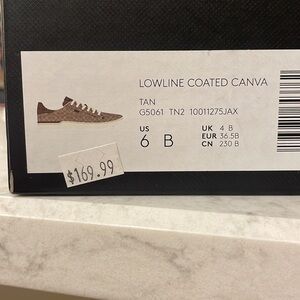 LOWLINE COATED CANVA
TAN
G5061 TN2 10011275JAX
US
6 B
UK 4 B
EUR 36.5B
CN 230 B
$169.99